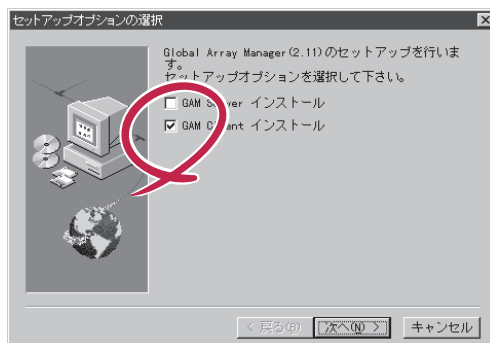 セットアップオプションの選択
Global Array Manager(2.11)のセットアップを行いま
す。
セットアップオプションを選択して下さい。
GAM Server インストール
GAM Client インストール
< 戻る(B)
次へ(N) >
キャンセル